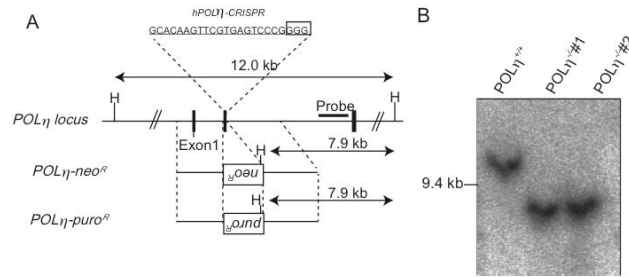 A
hPOLη-CRISPR
GCACAAGTTCGTGAGTCCCGGGG
12.0 kb
H
H
POLη locus
Probe
Exon1
7.9 kb
H
POLη-neoᴿ
neoᴿ
7.9 kb
H
POLη-puroᴿ
puroᴿ
B
POLη⁺/⁺
POLη⁻/⁻#1
POLη⁻/⁻#2
9.4 kb